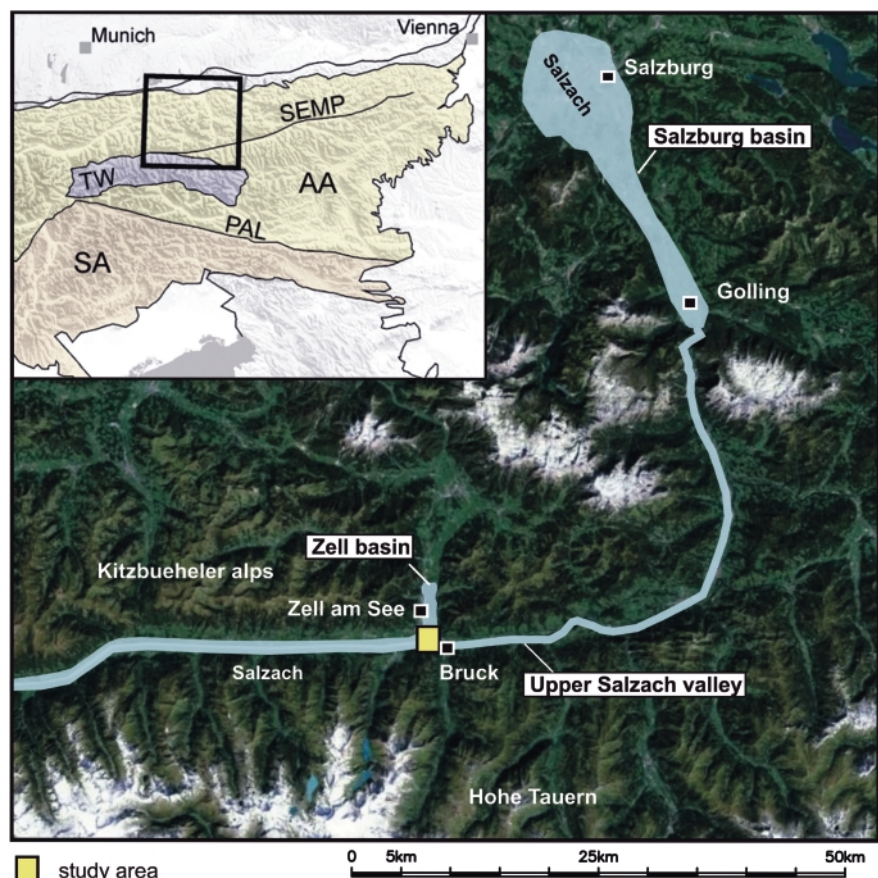 Munich
Vienna
SEMP
TW
AA
PAL
SA
Salzach
Salzburg
Salzburg basin
Golling
Zell basin
Kitzbueheler alps
Zell am See
Salzach
Bruck
Upper Salzach valley
Hohe Tauern
study area
0 5km 25km 50km